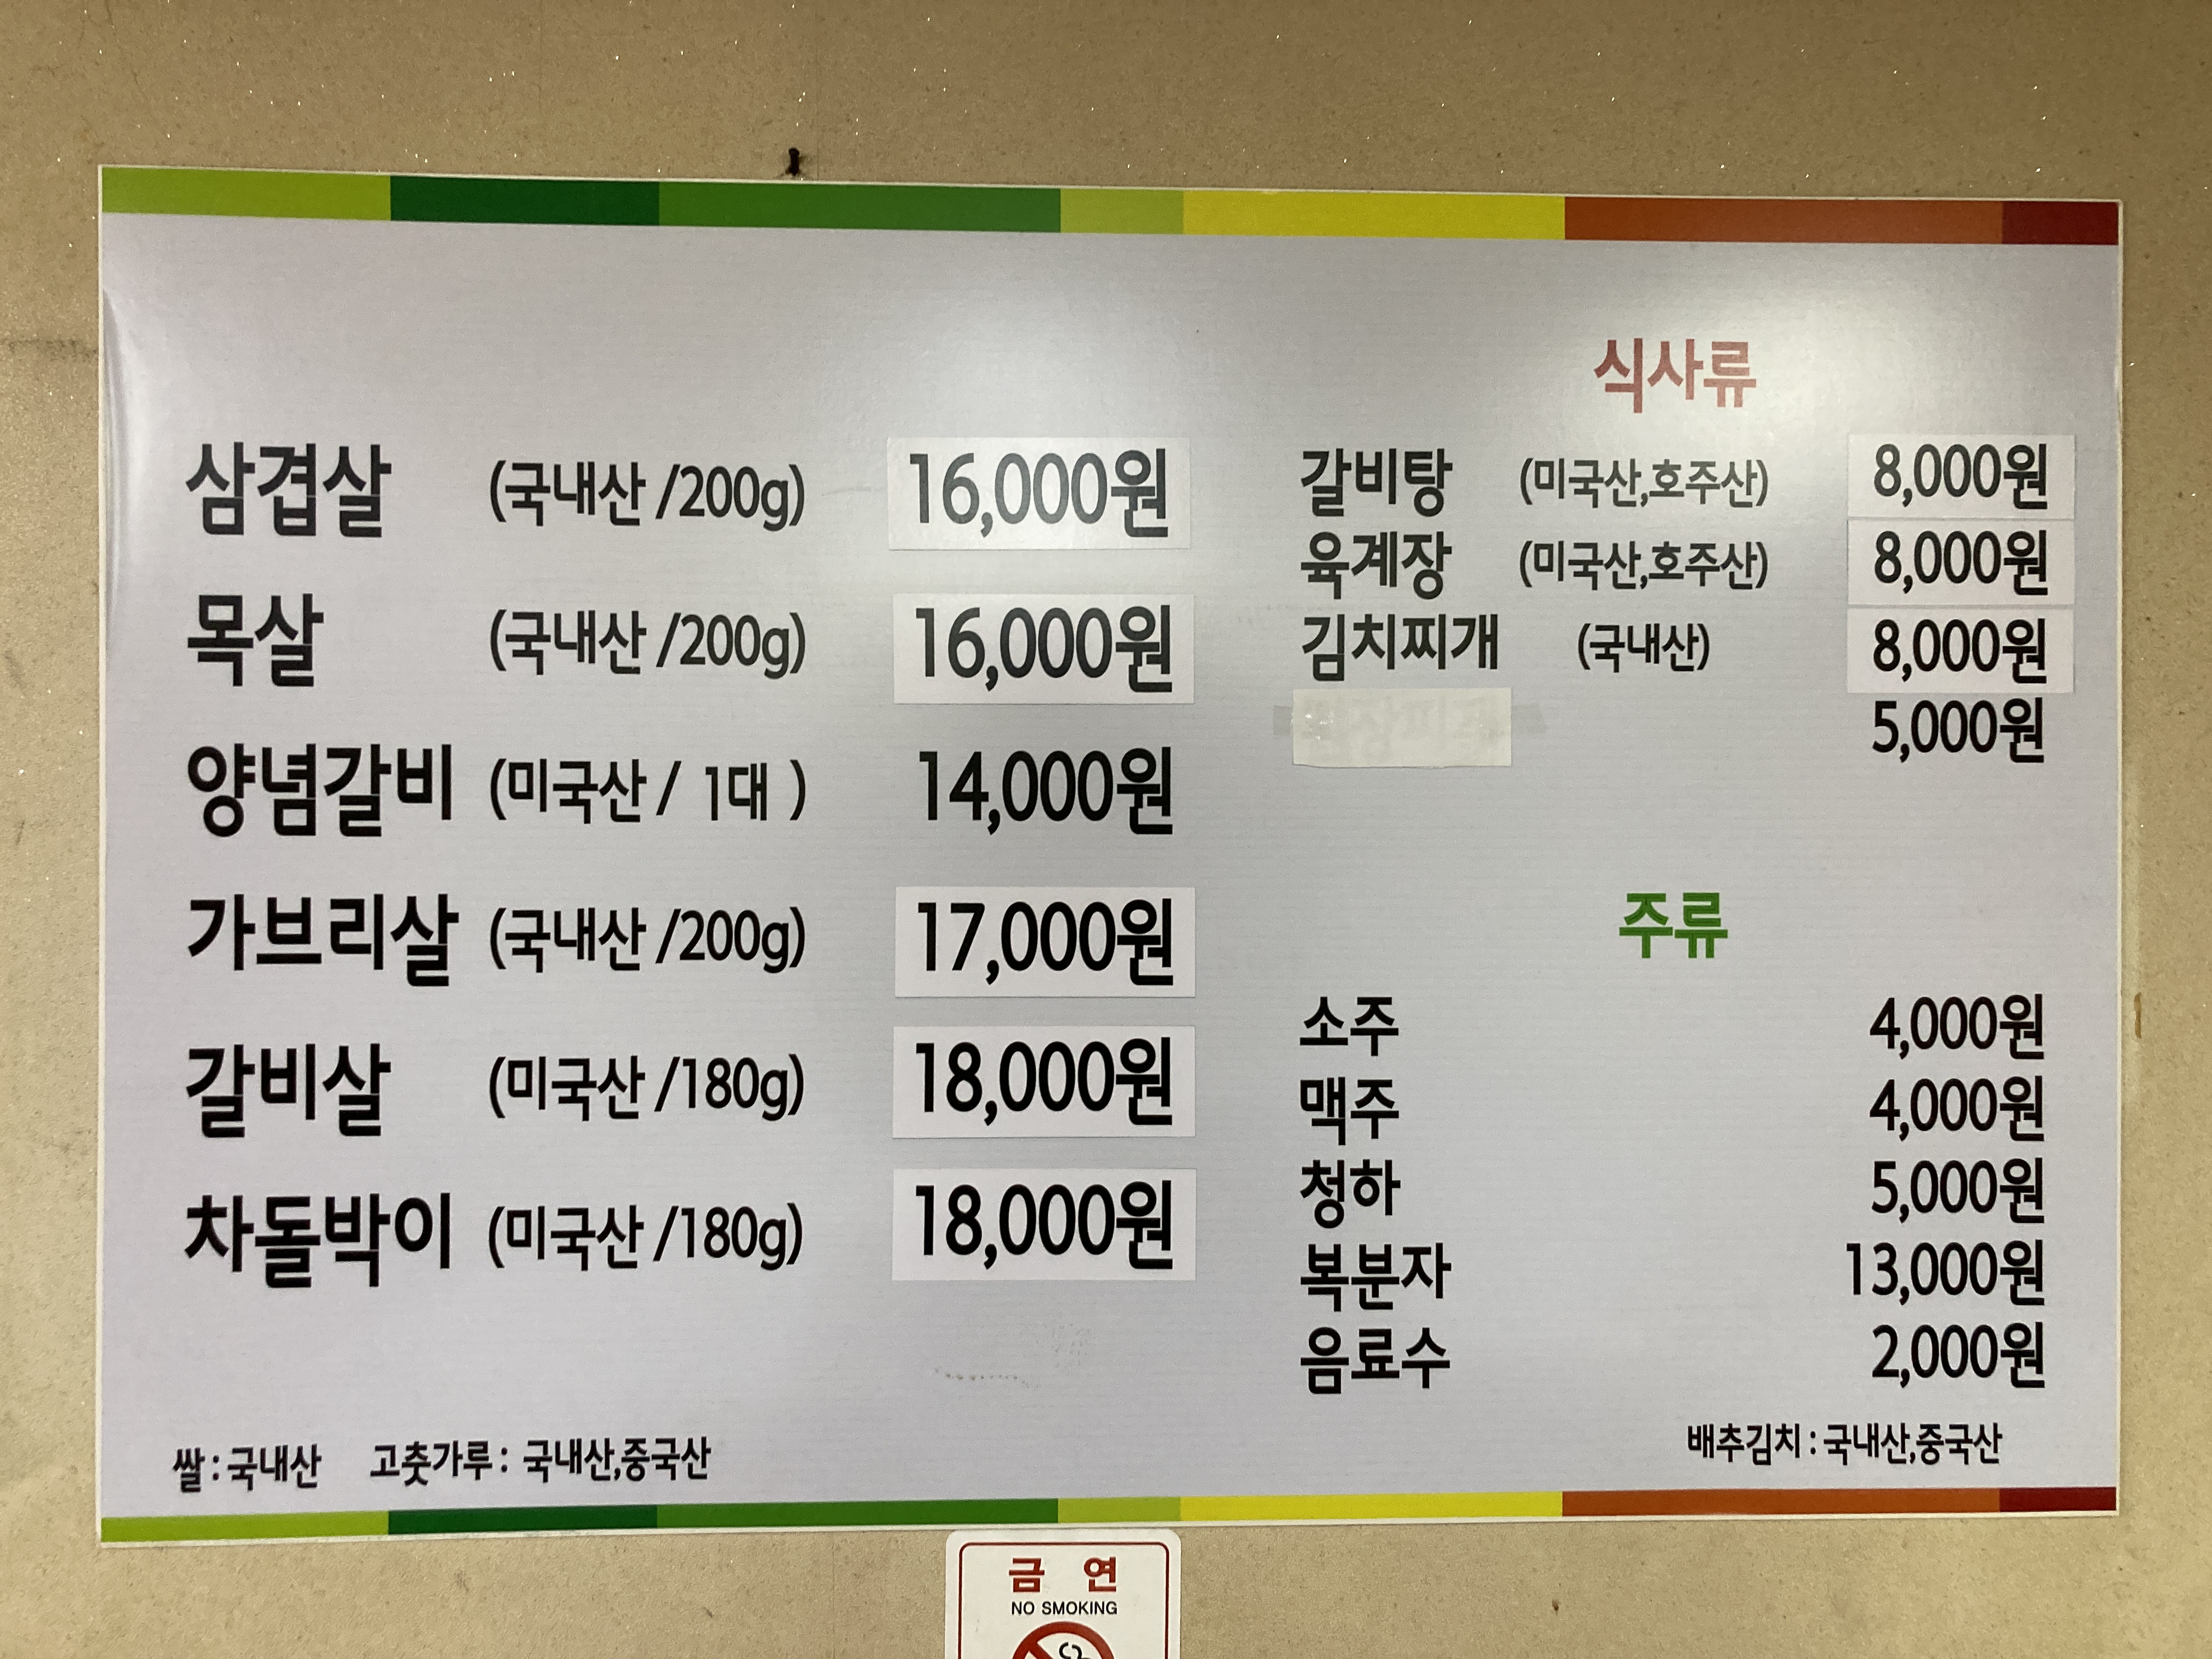 삼겹살 (국내산 /200g) 16,000원
목살 (국내산 /200g) 16,000원
양념갈비 (미국산 / 1대 ) 14,000원
가브리살 (국내산 /200g) 17,000원
갈비살 (미국산 /180g) 18,000원
차돌박이 (미국산 /180g) 18,000원
쌀 : 국내산 고춧가루 : 국내산,중국산
식사류
갈비탕 (미국산,호주산) 8,000원
육계장 (미국산,호주산) 8,000원
김치찌개 (국내산) 8,000원
5,000원
주류
소주 4,000원
맥주 4,000원
청하 5,000원
복분자 13,000원
음료수 2,000원
배추김치 : 국내산,중국산
금 연
NO SMOKING